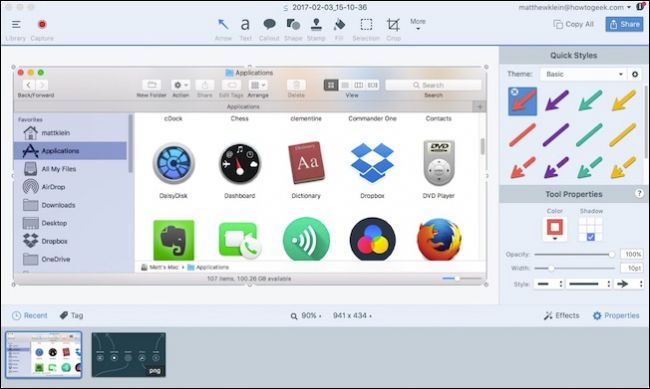 2017-02-03_15-10-36
matthewklein@howtogeek.com
Library Capture Arrow Text Callout Shape Stamp Fill Selection Crop More Copy All Share
Applications
Back/Forward New Folder Action Share Edit Tags Arrange Delete View Search
Search
Applications
Favorites
mattklein
Applications
All My Files
AirDrop
Downloads
Desktop
Dropbox
OneDrive
cDock Chess clementine Commander One Contacts
Aa
Dictionary
DVD
DaisyDisk Dashboard Dictionary Dropbox DVD Player
Matt's Mac Applications
107 items, 100.26 GB available
Quick Styles
Theme: Basic
Tool Properties ?
Color Shadow
Opacity: 100%
Width: 10pt
Style:
Recent Tag 90% 941 x 434 Effects Properties
png